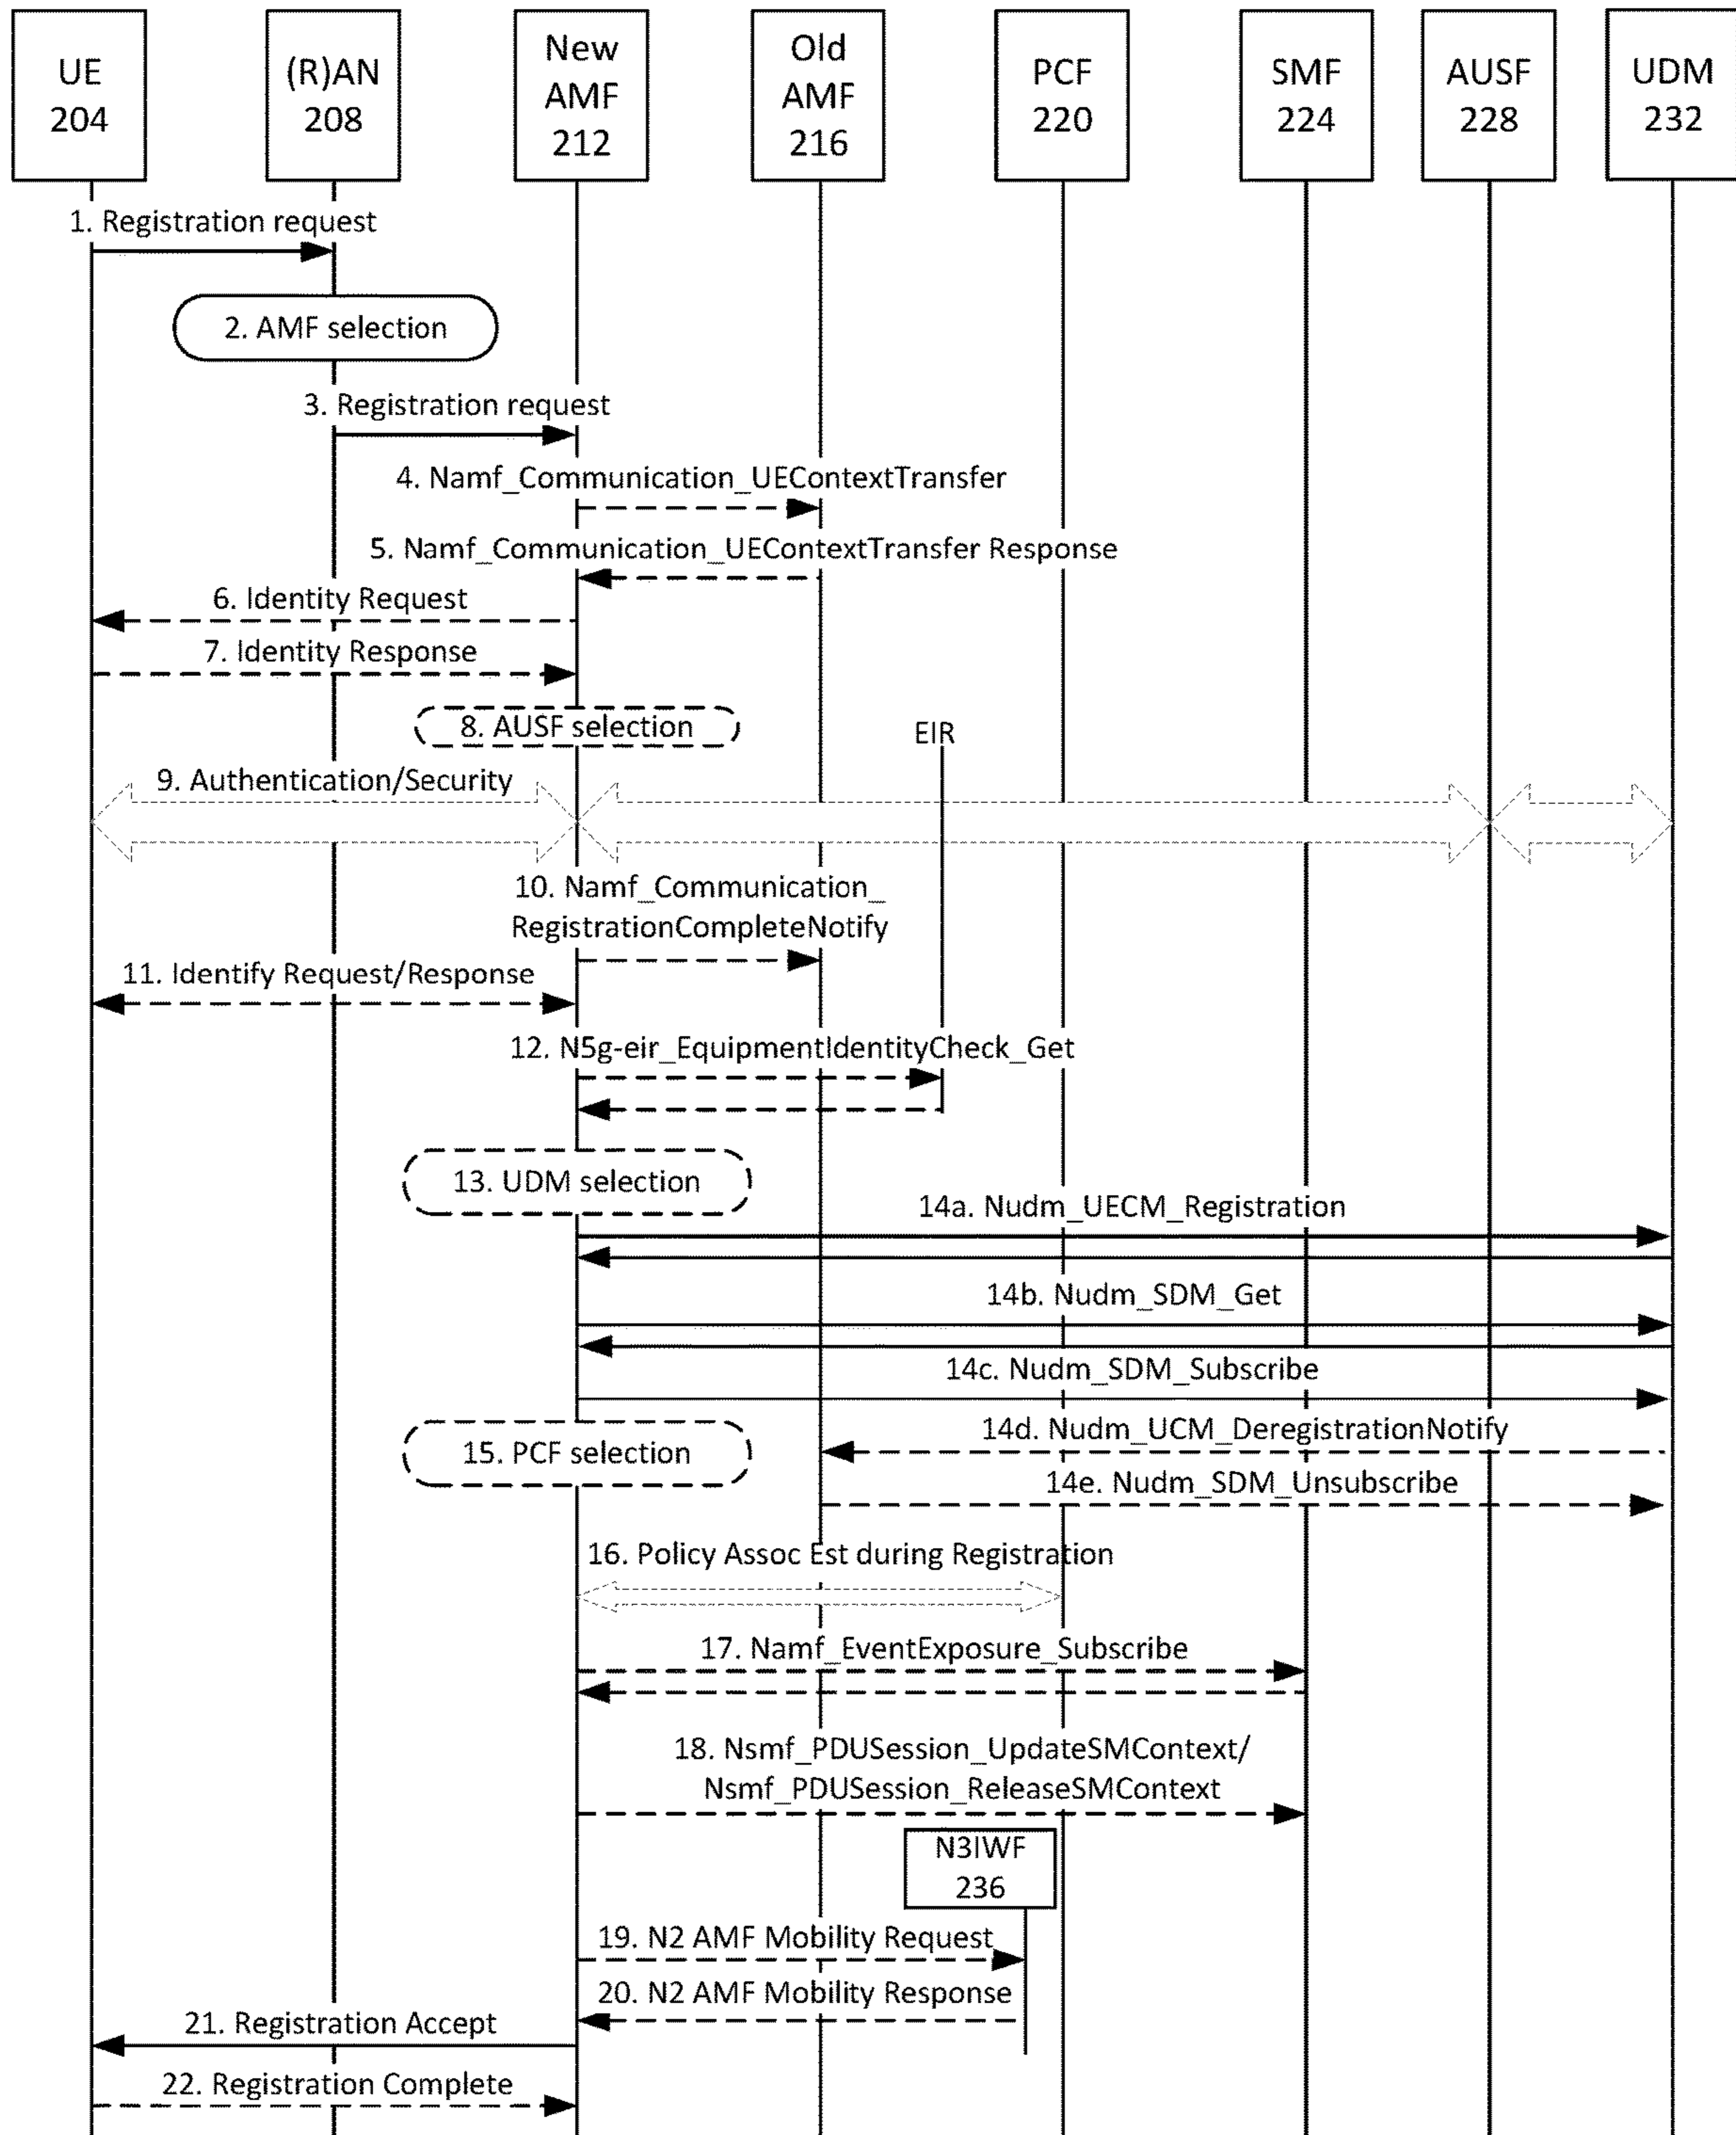 UE
204
(R)AN
208
New
AMF
212
Old
AMF
216
PCF
220
SMF
224
AUSF
228
UDM
232
1. Registration request
2. AMF selection
3. Registration request
4. Namf_Communication_UEContextTransfer
5. Namf_Communication_UEContextTransfer Response
6. Identity Request
7. Identity Response
8. AUSF selection
EIR
9. Authentication/Security
10. Namf_Communication_
RegistrationCompleteNotify
11. Identify Request/Response
12. N5g-eir_EquipmentIdentityCheck_Get
13. UDM selection
14a. Nudm_UECM_Registration
14b. Nudm_SDM_Get
14c. Nudm_SDM_Subscribe
14d. Nudm_UCM_DeregistrationNotify
15. PCF selection
14e. Nudm_SDM_Unsubscribe
16. Policy Assoc Est during Registration
17. Namf_EventExposure_Subscribe
18. Nsmf_PDUSession_UpdateSMContext/
Nsmf_PDUSession_ReleaseSMContext
N3IWF
236
19. N2 AMF Mobility Request
20. N2 AMF Mobility Response
21. Registration Accept
22. Registration Complete